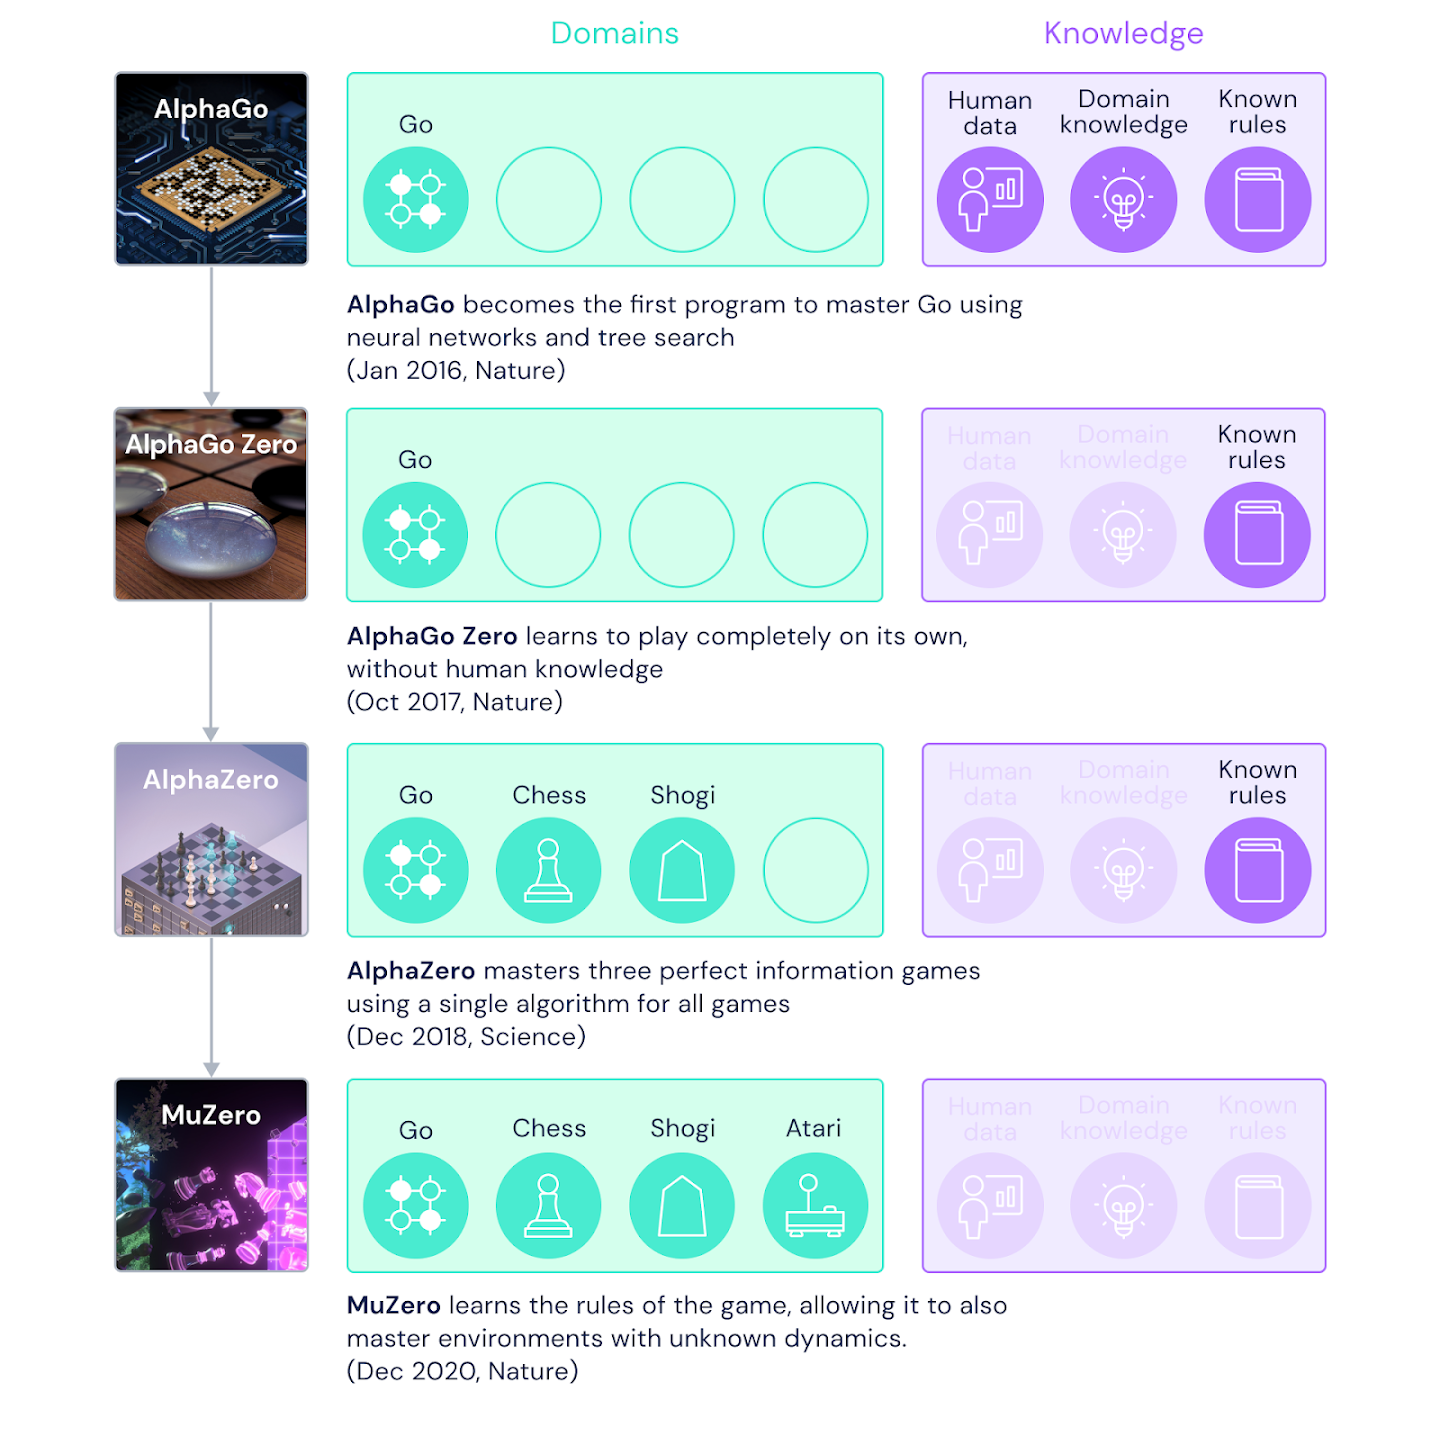 Domains
Knowledge
AlphaGo
Go
Human
data
Domain
knowledge
Known
rules
AlphaGo becomes the first program to master Go using
neural networks and tree search
(Jan 2016, Nature)
AlphaGo Zero
Go
Human
data
Domain
knowledge
Known
rules
AlphaGo Zero learns to play completely on its own,
without human knowledge
(Oct 2017, Nature)
AlphaZero
Go
Chess
Shogi
Human
data
Domain
knowledge
Known
rules
AlphaZero masters three perfect information games
using a single algorithm for all games
(Dec 2018, Science)
MuZero
Go
Chess
Shogi
Atari
Human
data
Domain
knowledge
Known
rules
MuZero learns the rules of the game, allowing it to also
master environments with unknown dynamics.
(Dec 2020, Nature)